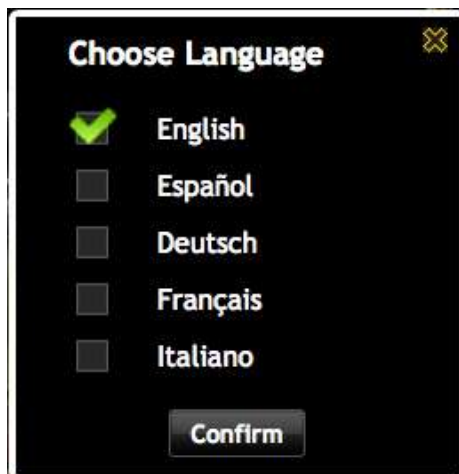 Choose Language
English
Español
Deutsch
Français
Italiano
Confirm